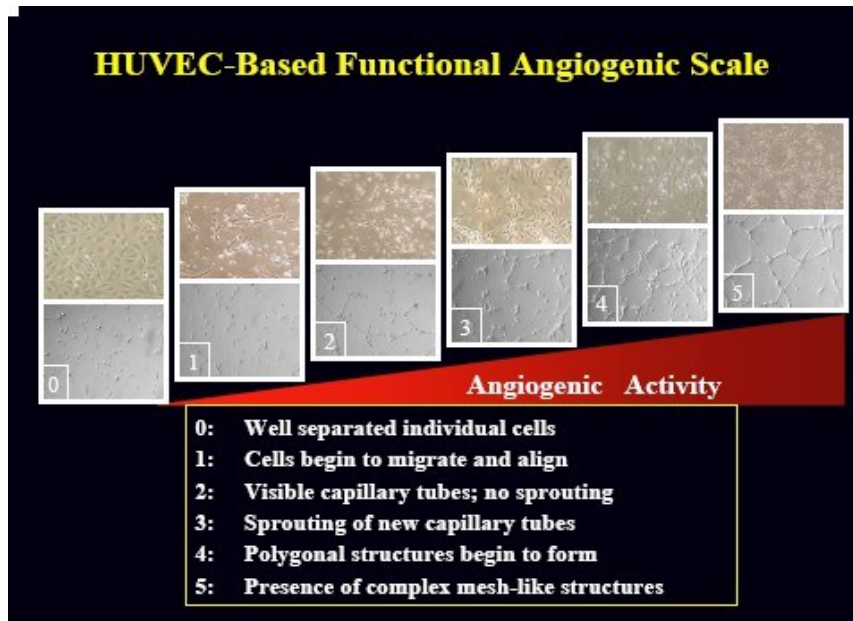 HUVEC-Based Functional Angiogenic Scale
0
1
2
3
4
5
Angiogenic Activity
0: Well separated individual cells
1: Cells begin to migrate and align
2: Visible capillary tubes; no sprouting
3: Sprouting of new capillary tubes
4: Polygonal structures begin to form
5: Presence of complex mesh-like structures